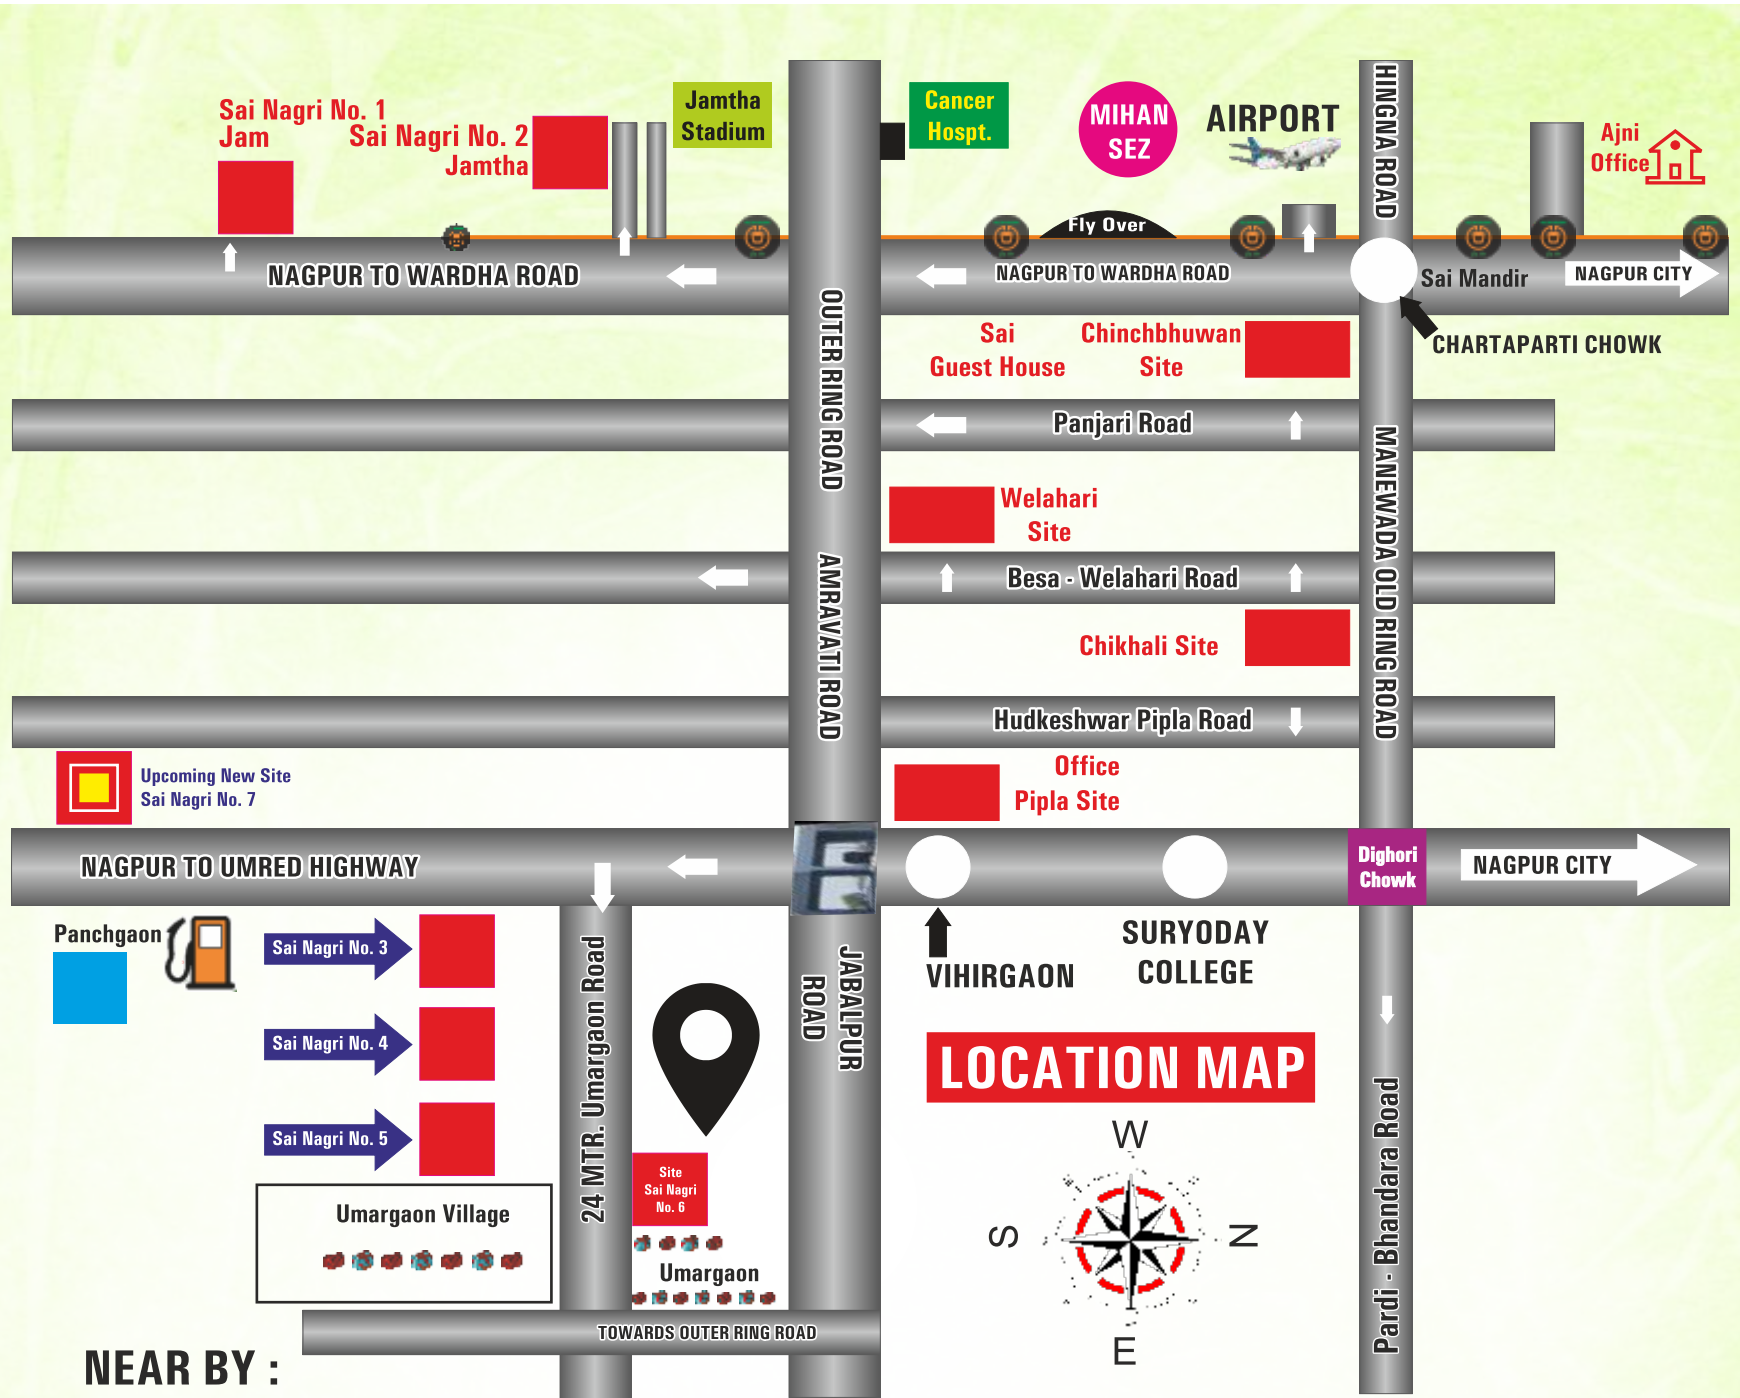 Sai Nagri No. 1
Jam
Sai Nagri No. 2
Jamtha
Jamtha
Stadium
Cancer
Hospt.
MIHAN
SEZ
AIRPORT
HINGNA ROAD
Ajni
Office
Fly Over
NAGPUR TO WARDHA ROAD
NAGPUR TO WARDHA ROAD
Sai Mandir
NAGPUR CITY
CHARTAPARTI CHOWK
OUTER RING ROAD
Sai
Guest House
Chinchbhuwan
Site
Panjari Road
MANEWADA OLD RING ROAD
Welahari
Site
AMRAVATI ROAD
Besa - Welahari Road
Chikhali Site
Hudkeshwar Pipla Road
Upcoming New Site
Sai Nagri No. 7
Office
Pipla Site
NAGPUR TO UMRED HIGHWAY
Dighori
Chowk
NAGPUR CITY
Panchgaon
Sai Nagri No. 3
Sai Nagri No. 4
Sai Nagri No. 5
24 MTR. Umargaon Road
JABALPUR
ROAD
VIHIRGAON
SURYODAY
COLLEGE
LOCATION MAP
W
S
N
E
Pardi - Bhandara Road
Site
Sai Nagri
No. 6
Umargaon Village
Umargaon
TOWARDS OUTER RING ROAD
NEAR BY :